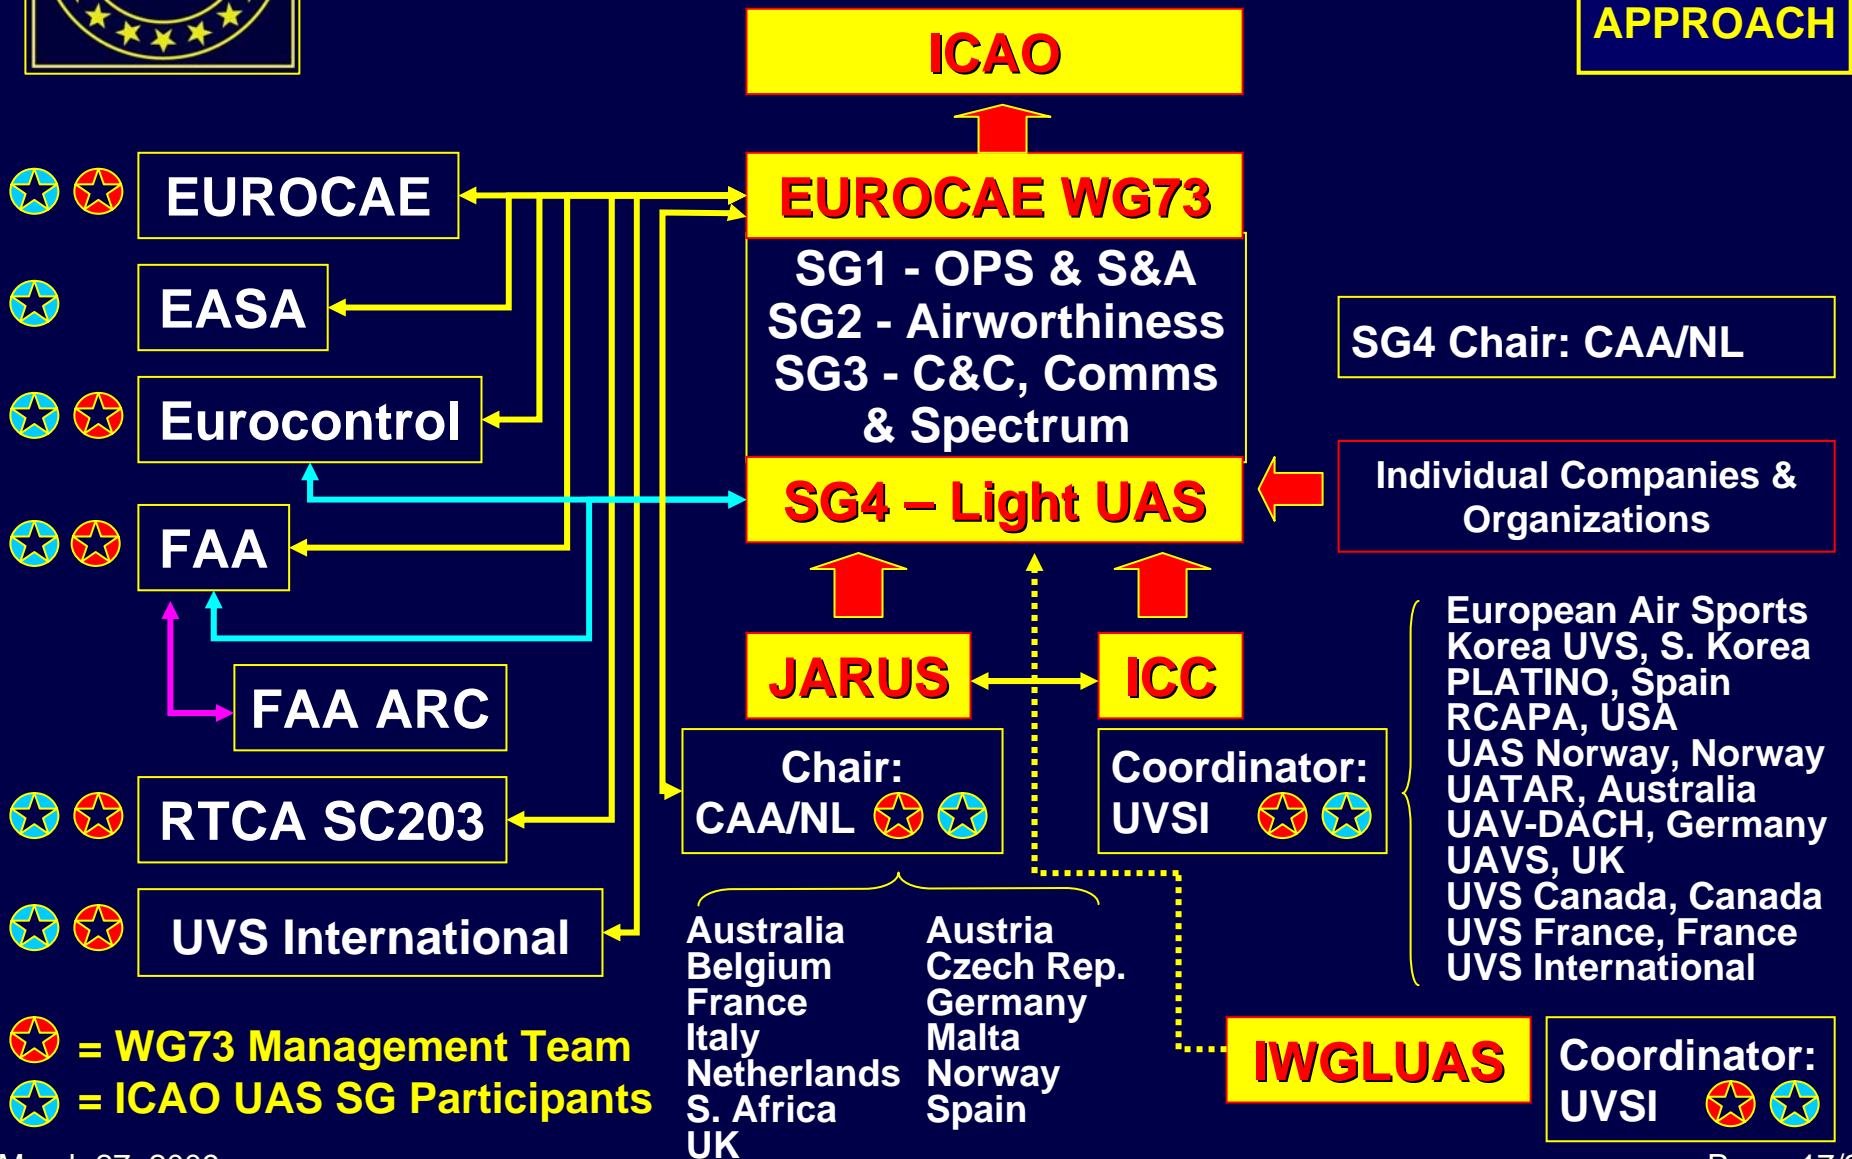 APPROACH
ICAO
EUROCAE
EUROCAE WG73
SG1 - OPS & S&A
SG2 - Airworthiness
SG3 - C&C, Comms
& Spectrum
SG4 – Light UAS
EASA
Eurocontrol
FAA
FAA ARC
RTCA SC203
UVS International
SG4 Chair: CAA/NL
Individual Companies &
Organizations
JARUS
ICC
Chair:
CAA/NL
Coordinator:
UVSI
European Air Sports
Korea UVS, S. Korea
PLATINO, Spain
RCAPA, USA
UAS Norway, Norway
UATAR, Australia
UAV-DACH, Germany
UAVS, UK
UVS Canada, Canada
UVS France, France
UVS International
Australia
Belgium
France
Italy
Netherlands
S. Africa
UK
Austria
Czech Rep.
Germany
Malta
Norway
Spain
IWGLUAS
Coordinator:
UVSI
= WG73 Management Team
= ICAO UAS SG Participants